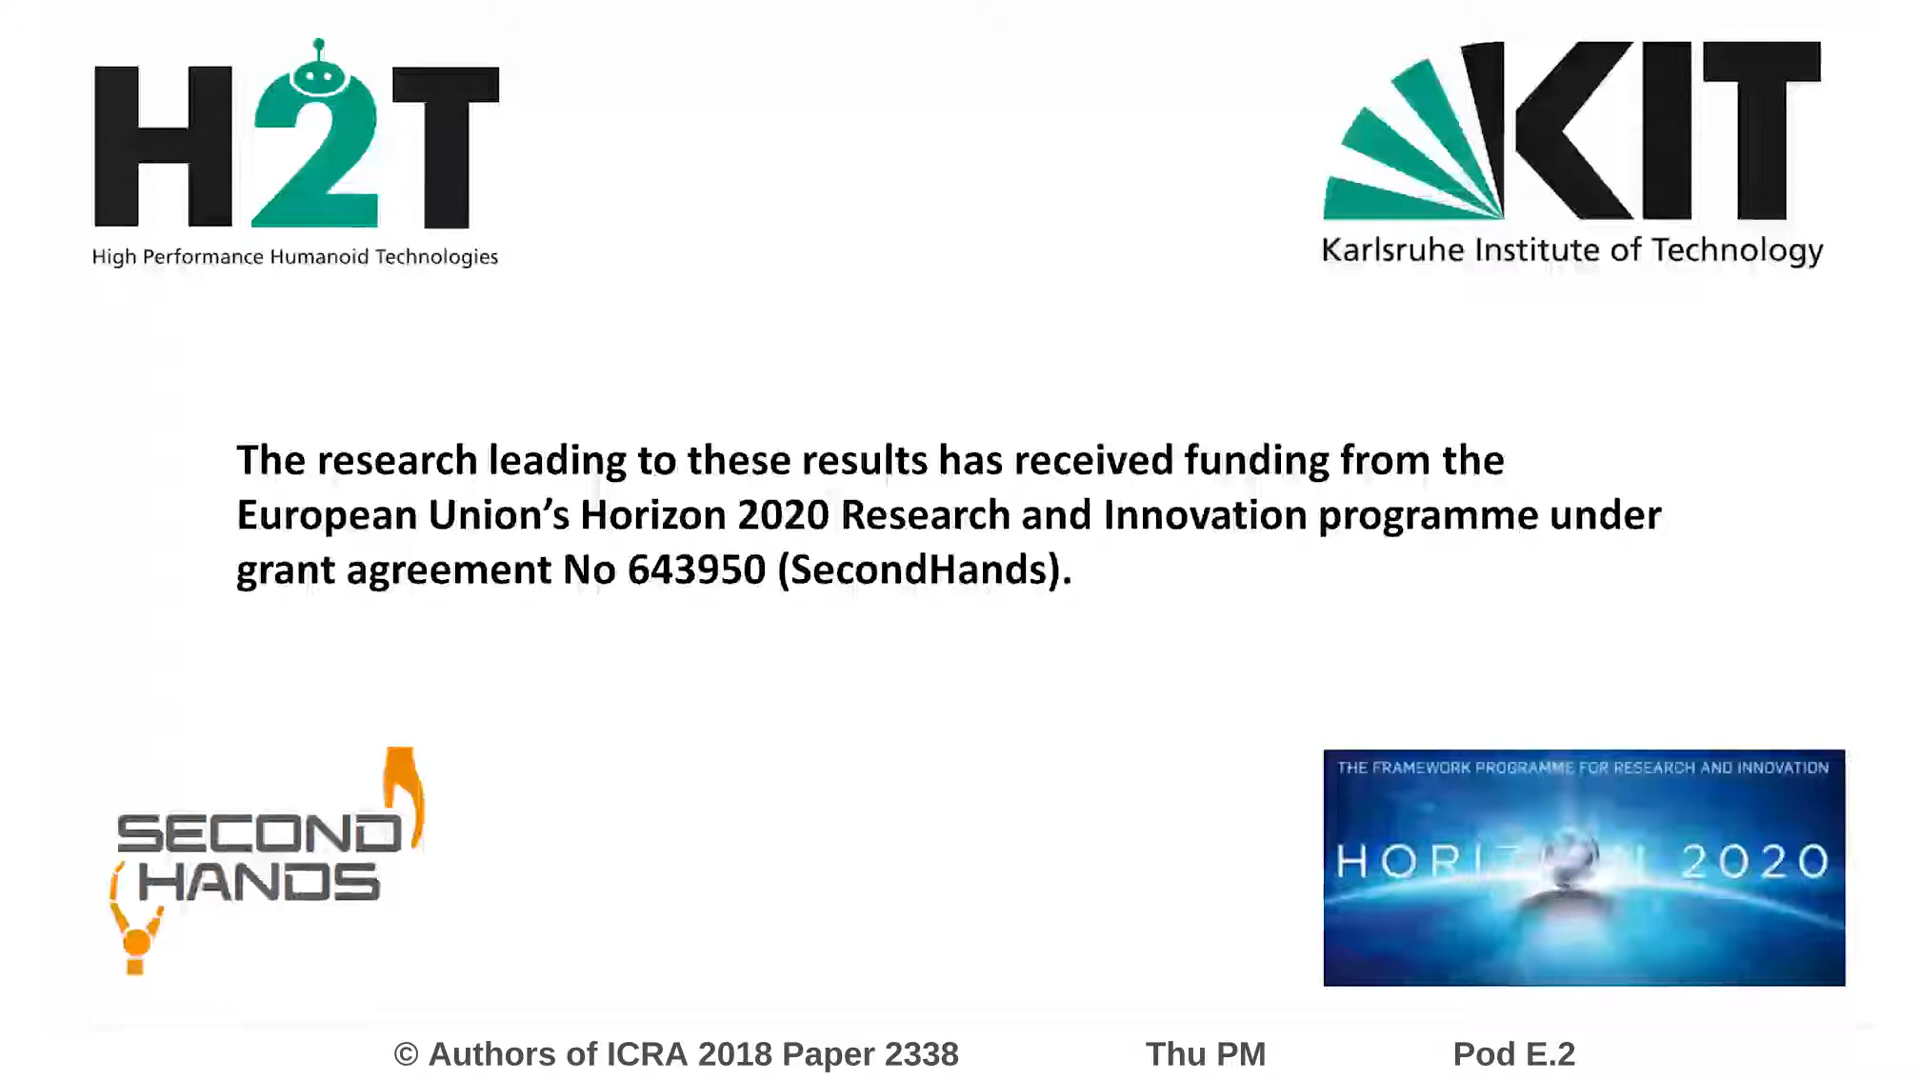 H2T
High Performance Humanoid Technologies
KIT
Karlsruhe Institute of Technology
The research leading to these results has received funding from the
European Union’s Horizon 2020 Research and Innovation programme under
grant agreement No 643950 (SecondHands).
SECOND
HANDS
THE FRAMEWORK PROGRAMME FOR RESEARCH AND INNOVATION
HORIZON 2020
© Authors of ICRA 2018 Paper 2338 Thu PM Pod E.2